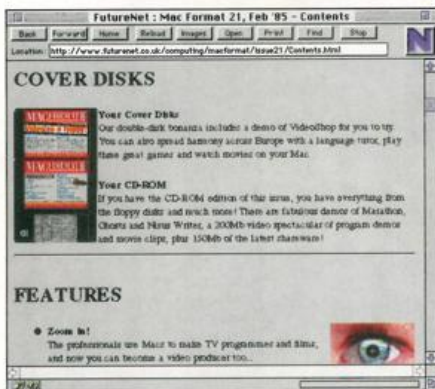 FutureNet : Mac Format 21, Feb '95 - Contents
Back Forward Home Reload Images Open Print Find Stop
Location: http://www.futurenet.co.uk/computing/macformat/issue21/Contents.html
N
COVER DISKS
Your Cover Disks
Our double-disk bonanza includes a demo of VideoShop for you to try.
You can also spread harmony across Europe with a language tutor, play
these great games and watch movies on your Mac.
Your CD-ROM
If you have the CD-ROM edition of this issue, you have everything from
the floppy disks and much more! There are fabulous demos of Marathon,
Ghosts and Nisus Writer, a 200Mb video spectacular of program demos
and movie clips, plus 150Mb of the latest shareware!
FEATURES
Zoom in!
The professionals use Macs to make TV programmes and films,
and now you can become a video producer too...